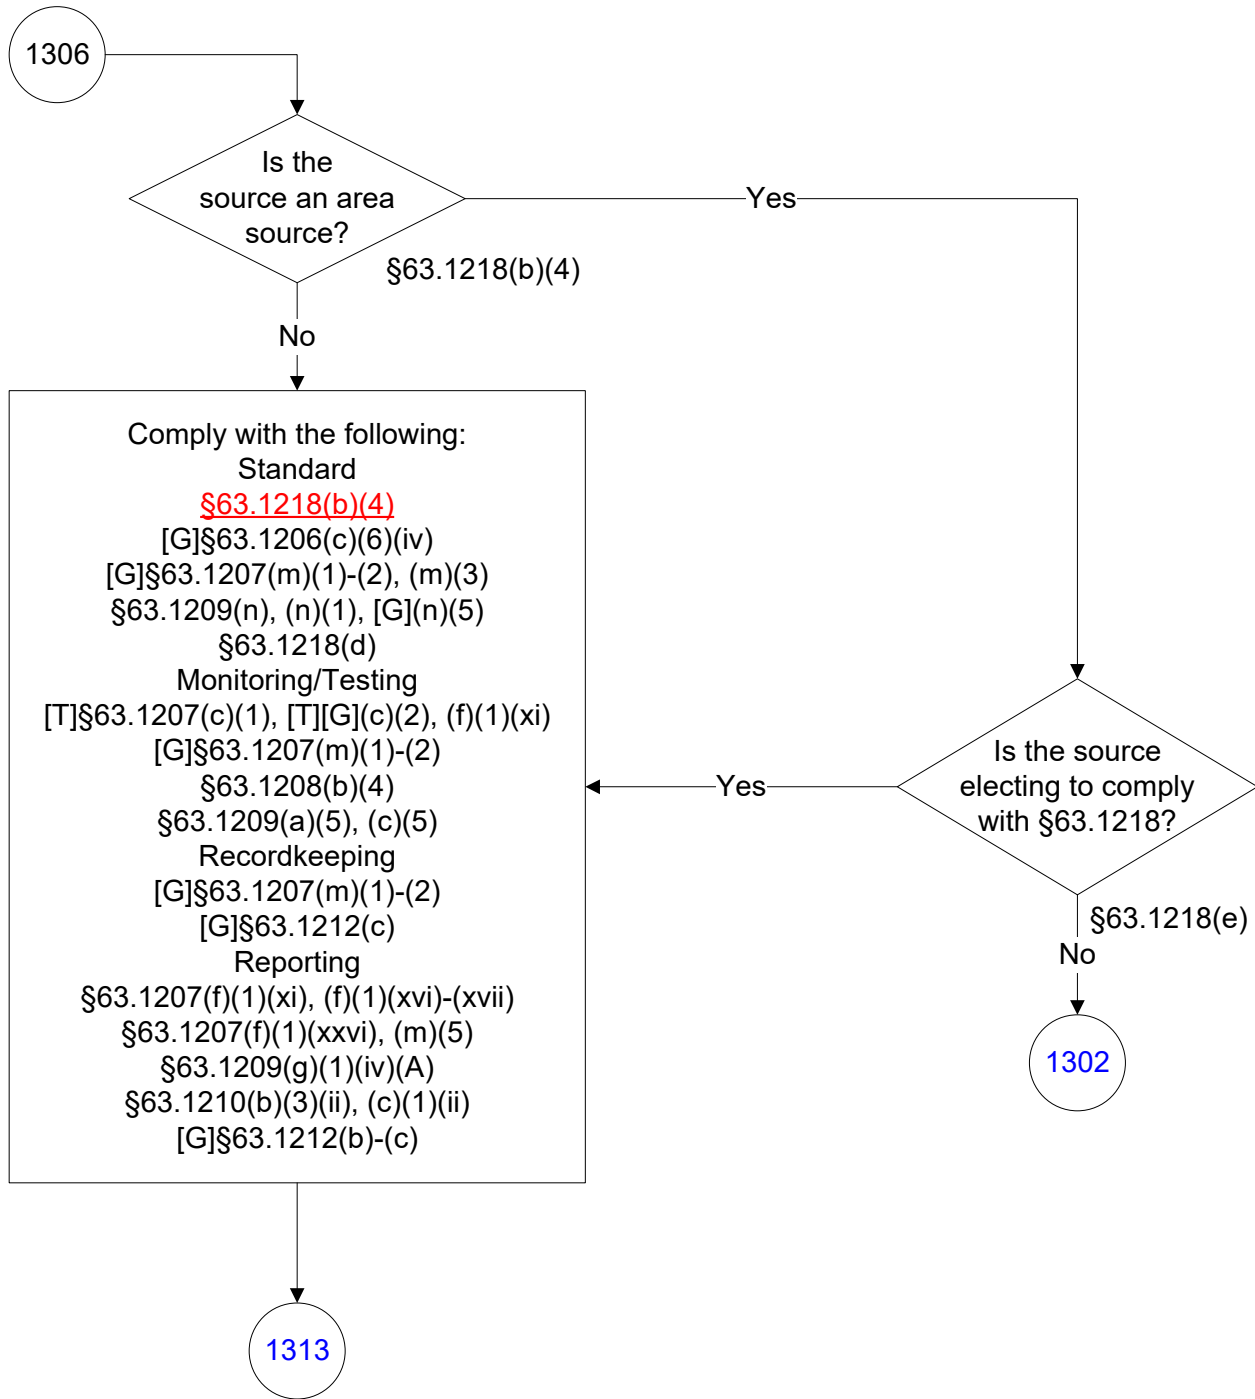 1306
Is the
source an area
source?
Yes
§63.1218(b)(4)
No
Comply with the following:
Standard
§63.1218(b)(4)
[G]§63.1206(c)(6)(iv)
[G]§63.1207(m)(1)-(2), (m)(3)
§63.1209(n), (n)(1), [G](n)(5)
§63.1218(d)
Monitoring/Testing
[T]§63.1207(c)(1), [T][G](c)(2), (f)(1)(xi)
[G]§63.1207(m)(1)-(2)
§63.1208(b)(4)
§63.1209(a)(5), (c)(5)
Recordkeeping
[G]§63.1207(m)(1)-(2)
[G]§63.1212(c)
Reporting
§63.1207(f)(1)(xi), (f)(1)(xvi)-(xvii)
§63.1207(f)(1)(xxvi), (m)(5)
§63.1209(g)(1)(iv)(A)
§63.1210(b)(3)(ii), (c)(1)(ii)
[G]§63.1212(b)-(c)
Yes
Is the source
electing to comply
with §63.1218?
§63.1218(e)
No
1302
1313